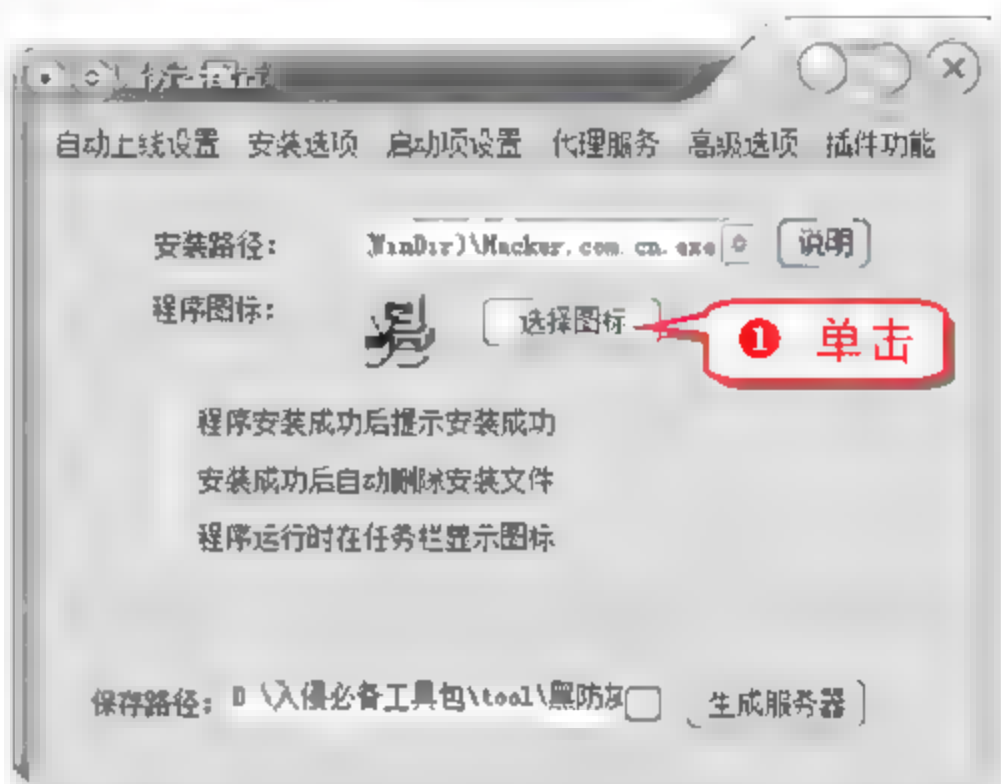 自动上线设置 安装选项 启动项设置 代理服务 高级选项 插件功能
安装路径： WinDir)\Hacker.com.cn.exe 说明
程序图标： 选择图标 ❶ 单击
程序安装成功后提示安装成功
安装成功后自动删除安装文件
程序运行时在任务栏显示图标
保存路径： D \入侵必备工具包\tool\黑防灰 生成服务器